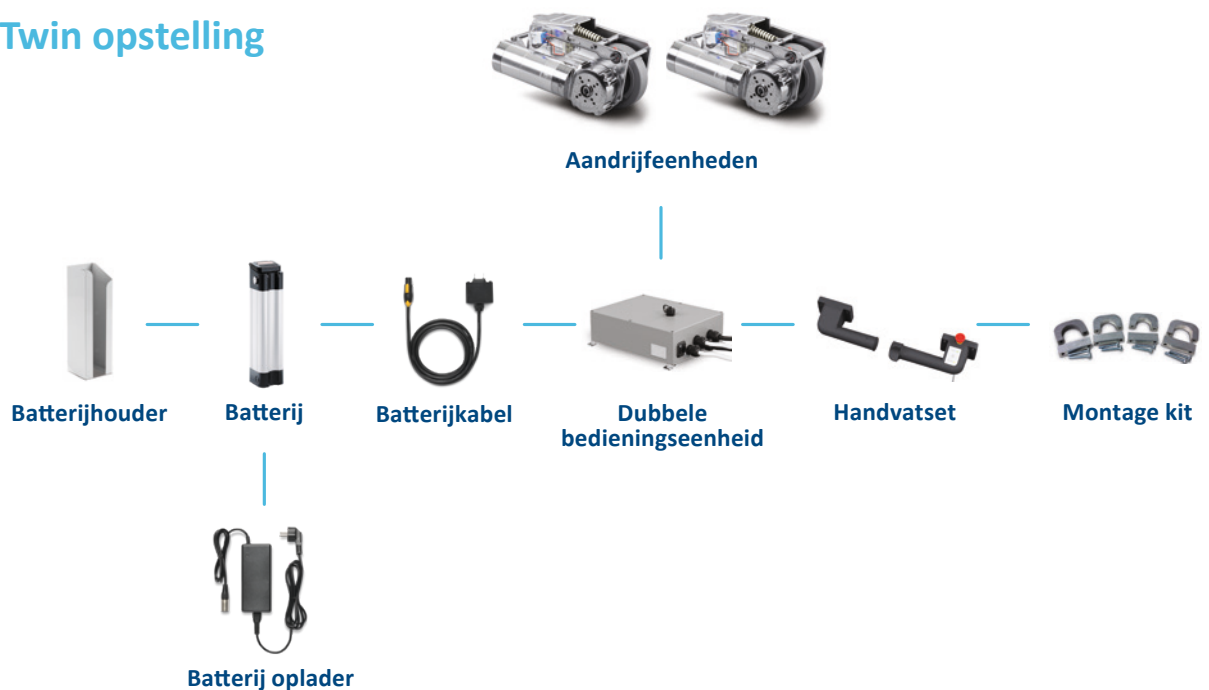 Twin opstelling
Aandrijfeenheden
Batterijhouder
Batterij
Batterijkabel
Dubbele
bedieningseenheid
Handvatset
Montage kit
Batterij oplader